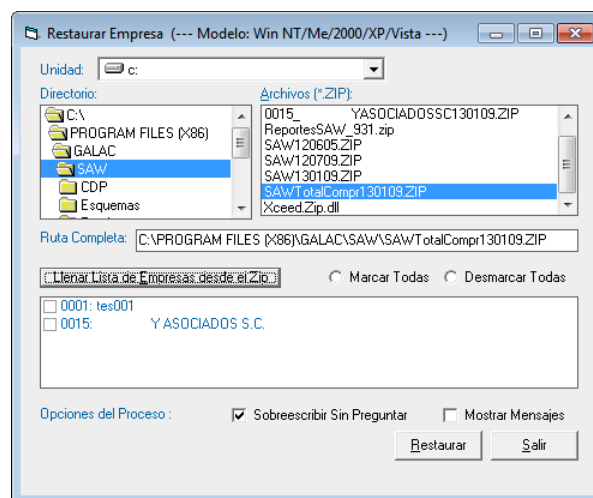 Restaurar Empresa (--- Modelo: Win NT/Me/2000/XP/Vista ---)
Unidad: c:
Directorio:
C:\
PROGRAM FILES (X86)
GALAC
SAW
CDP
Esquemas
Archivos (*.ZIP):
0015_ YASOCIADOSSC130109.ZIP
ReportesSAW_931.zip
SAW120605.ZIP
SAW120709.ZIP
SAW130109.ZIP
SAWTotalCompr130109.ZIP
Xceed.Zip.dll
Ruta Completa: C:\PROGRAM FILES (X86)\GALAC\SAW\SAWTotalCompr130109.ZIP
Llenar Lista de Empresas desde el Zip Marcar Todas Desmarcar Todas
0001: tes001
0015: Y ASOCIADOS S.C.
Opciones del Proceso : Sobreescribir Sin Preguntar Mostrar Mensajes
Restaurar Salir